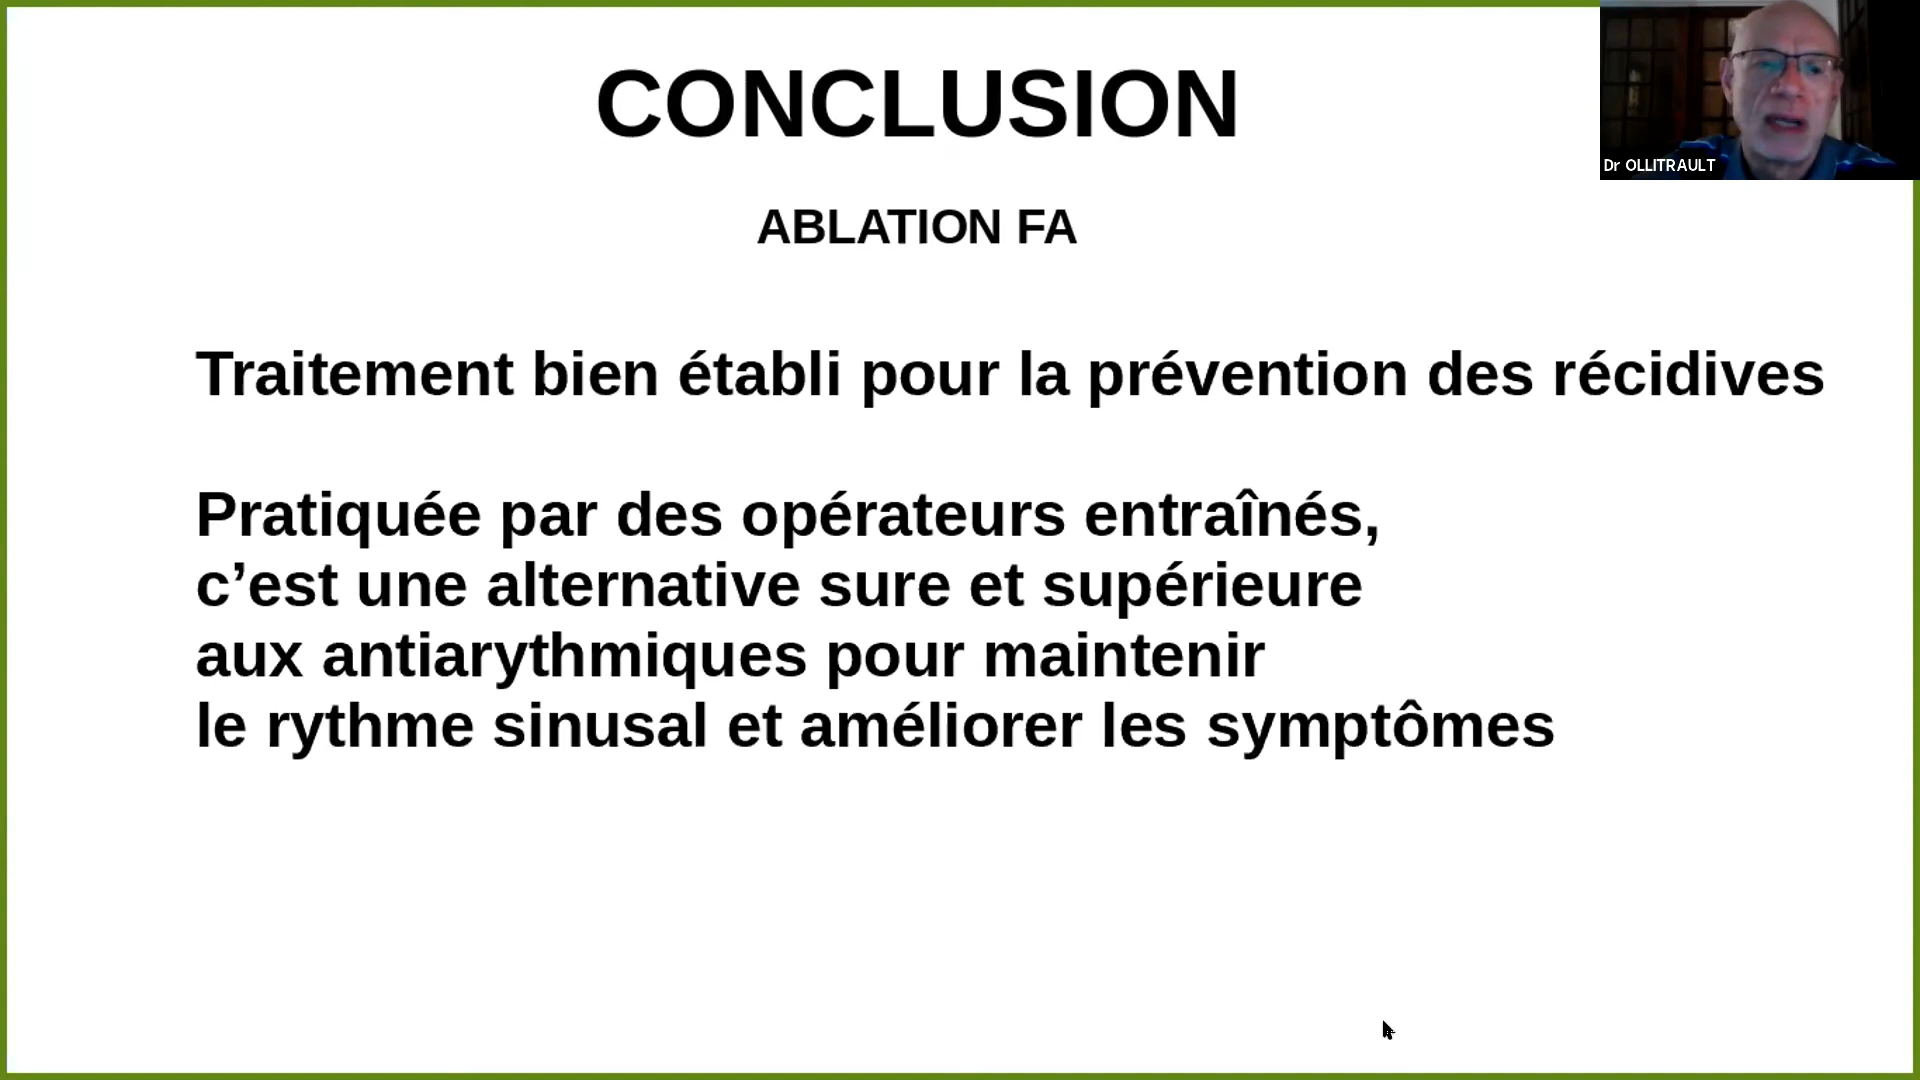 CONCLUSION
Dr OLLITRAULT
ABLATION FA
Traitement bien établi pour la prévention des récidives
Pratiquée par des opérateurs entraînés,
c’est une alternative sure et supérieure
aux antiarythmiques pour maintenir
le rythme sinusal et améliorer les symptômes